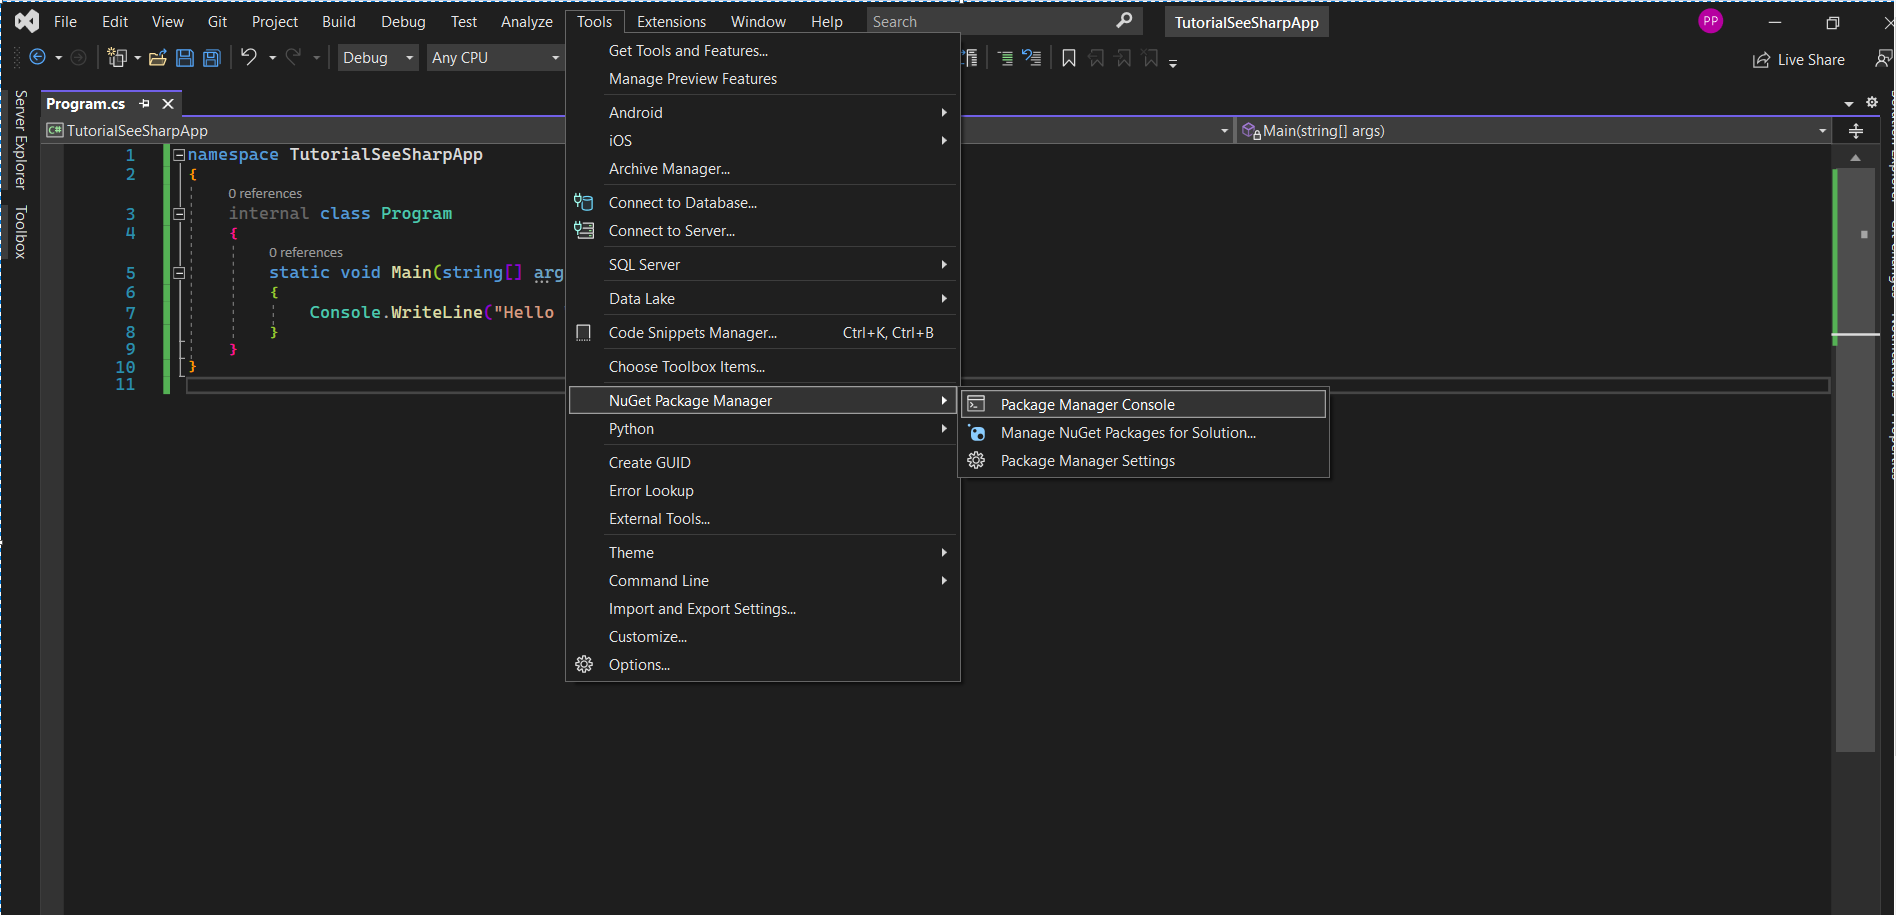 File Edit View Git Project Build Debug Test Analyze Tools Extensions Window Help Search TutorialSeeSharpApp PP
Debug Any CPU Live Share
Server Explorer
Toolbox
Program.cs
C# TutorialSeeSharpApp Main(string[] args)
1 namespace TutorialSeeSharpApp
2 {
0 references
3 internal class Program
4 {
0 references
5 static void Main(string[] arg
6 {
7 Console.WriteLine("Hello
8 }
9 }
10 }
11
Get Tools and Features...
Manage Preview Features
Android
iOS
Archive Manager...
Connect to Database...
Connect to Server...
SQL Server
Data Lake
Code Snippets Manager... Ctrl+K, Ctrl+B
Choose Toolbox Items...
NuGet Package Manager
Python
Create GUID
Error Lookup
External Tools...
Theme
Command Line
Import and Export Settings...
Customize...
Options...
Package Manager Console
Manage NuGet Packages for Solution...
Package Manager Settings